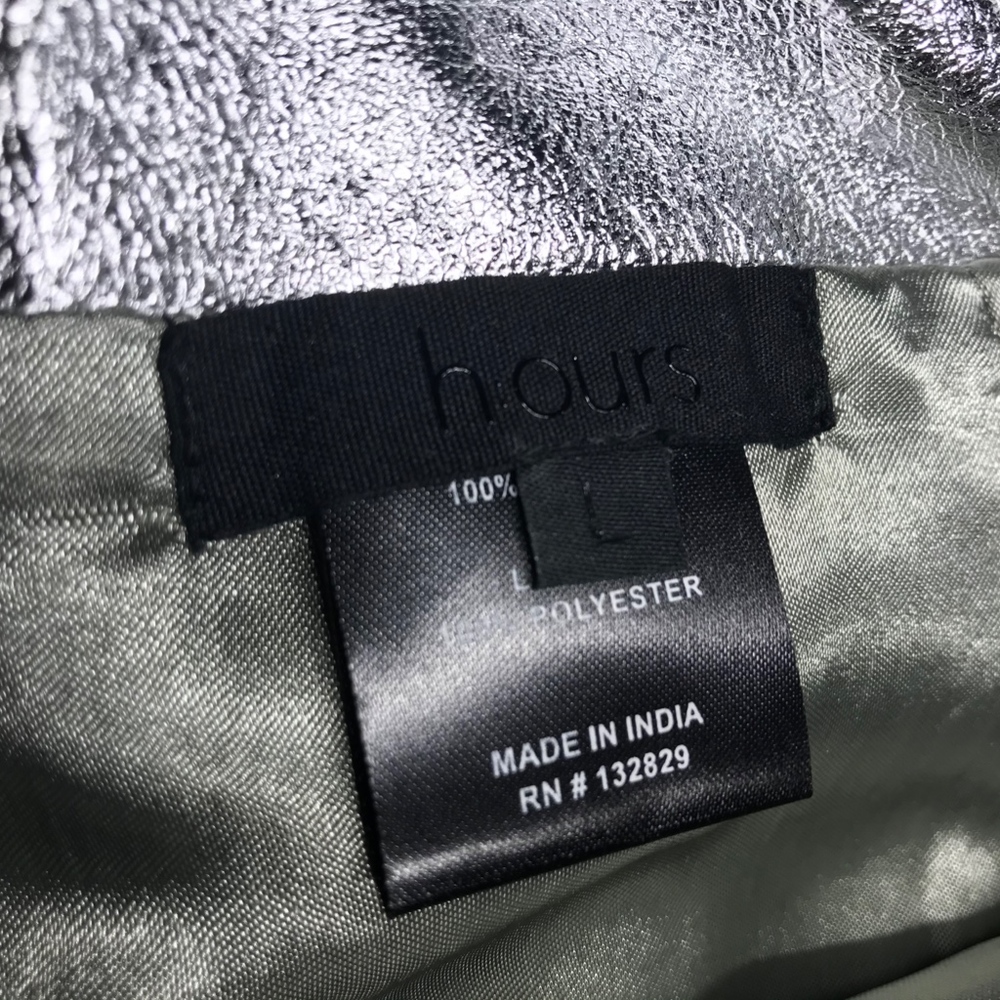 h:ours
100%
L
POLYESTER
MADE IN INDIA
RN # 132829